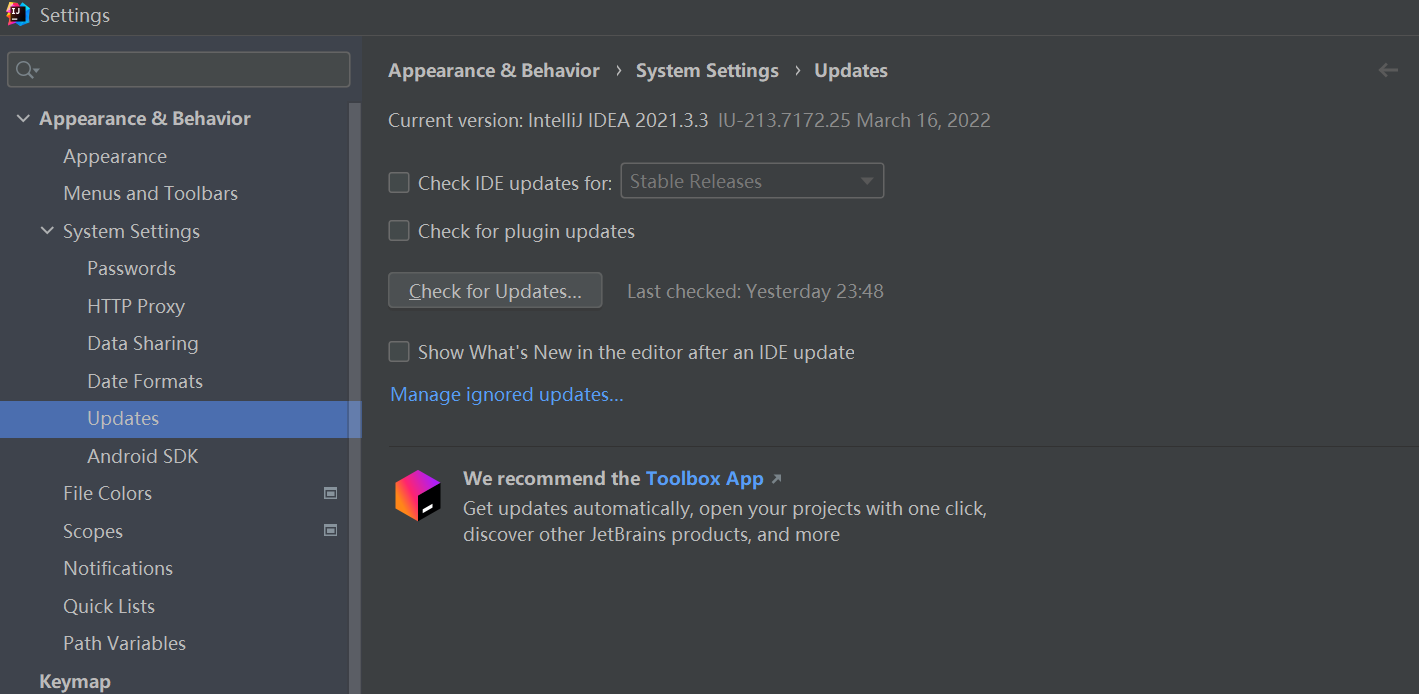 Settings
Appearance & Behavior
Appearance
Menus and Toolbars
System Settings
Passwords
HTTP Proxy
Data Sharing
Date Formats
Updates
Android SDK
File Colors
Scopes
Notifications
Quick Lists
Path Variables
Keymap
Appearance & Behavior › System Settings › Updates
Current version: IntelliJ IDEA 2021.3.3 IU-213.7172.25 March 16, 2022
Check IDE updates for: Stable Releases
Check for plugin updates
Check for Updates... Last checked: Yesterday 23:48
Show What's New in the editor after an IDE update
Manage ignored updates...
We recommend the Toolbox App ↗
Get updates automatically, open your projects with one click,
discover other JetBrains products, and more